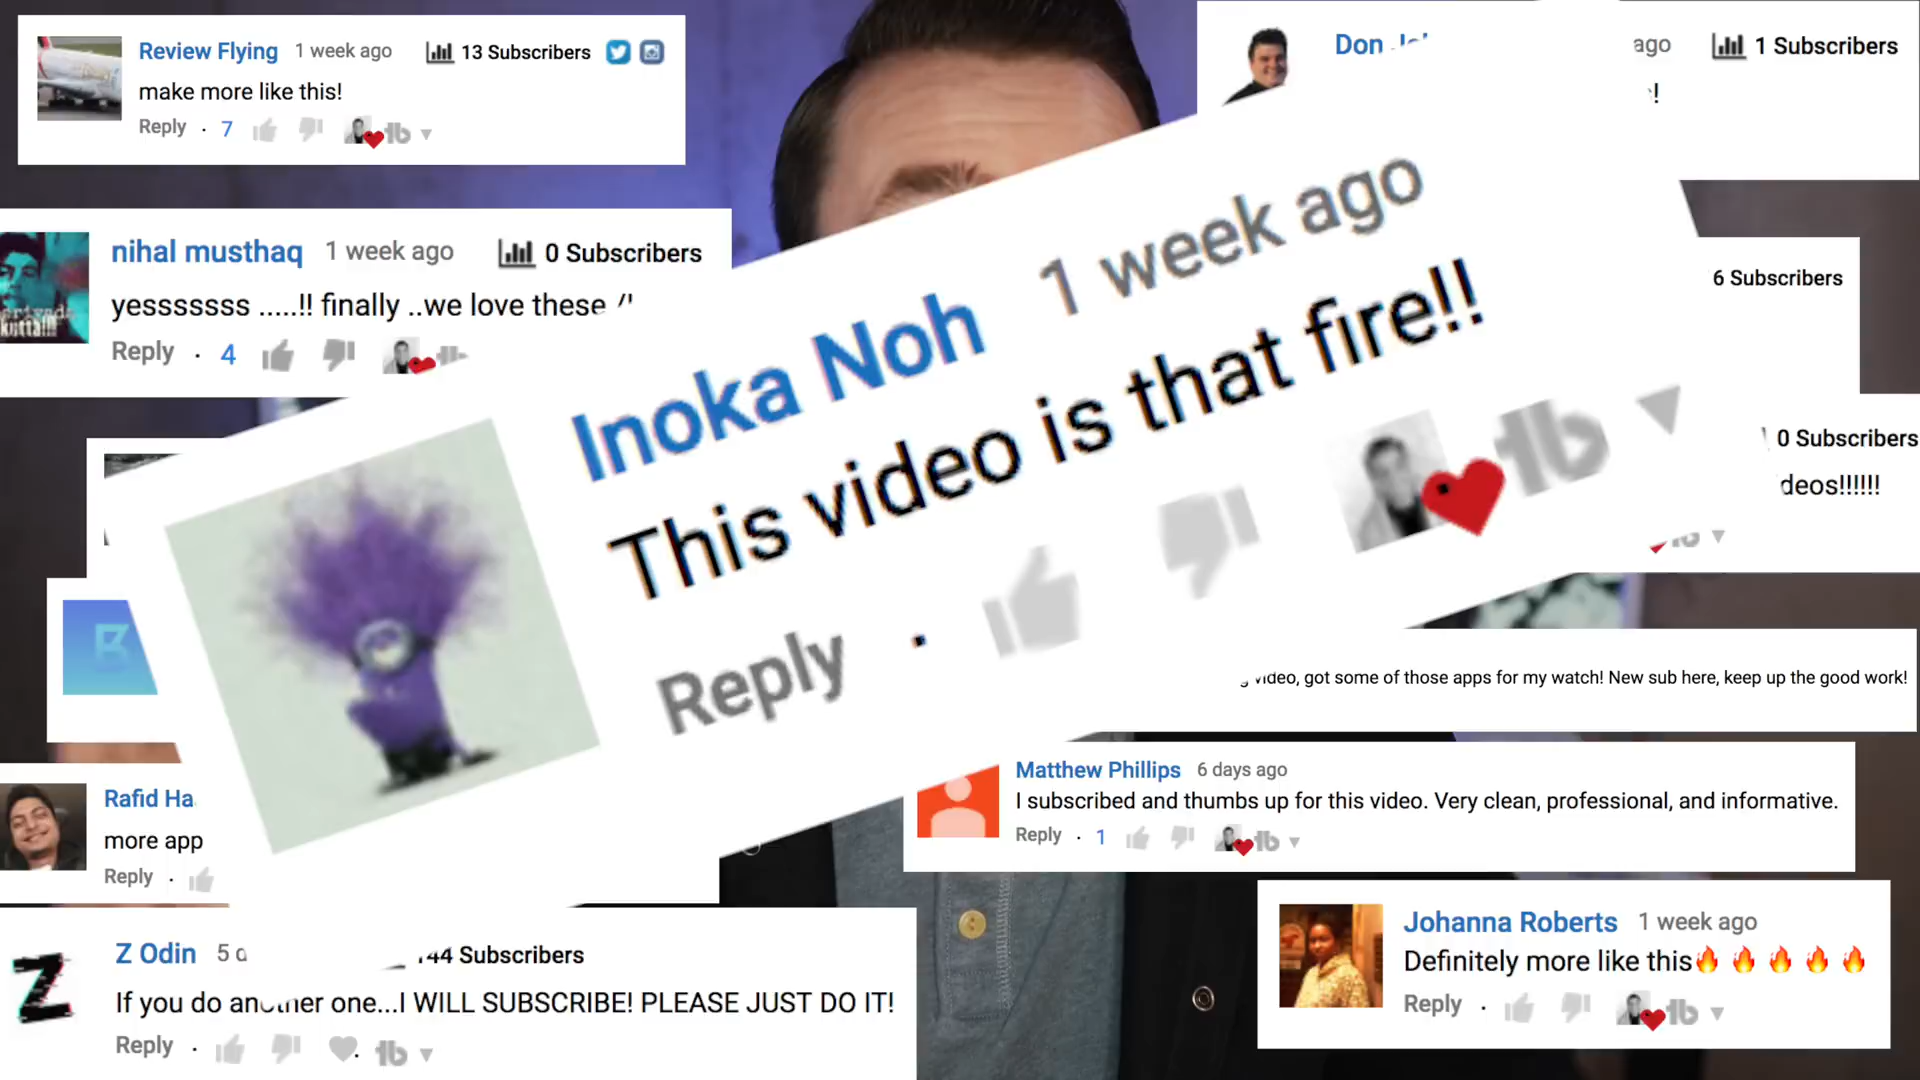 Review Flying 1 week ago 13 Subscribers
make more like this!
Reply · 7
Don
ago 1 Subscribers
nihal musthaq 1 week ago 0 Subscribers
yesssssss .....!! finally ..we love these
Reply · 4
6 Subscribers
Inoka Noh 1 week ago
This video is that fire!!
Reply ·
0 Subscribers
deos!!!!!!
video, got some of those apps for my watch! New sub here, keep up the good work!
Rafid Ha
more app
Reply ·
Matthew Phillips 6 days ago
I subscribed and thumbs up for this video. Very clean, professional, and informative.
Reply · 1
Z Odin 5 d
44 Subscribers
If you do another one...I WILL SUBSCRIBE! PLEASE JUST DO IT!
Reply ·
Johanna Roberts 1 week ago
Definitely more like this🔥🔥🔥🔥🔥
Reply ·